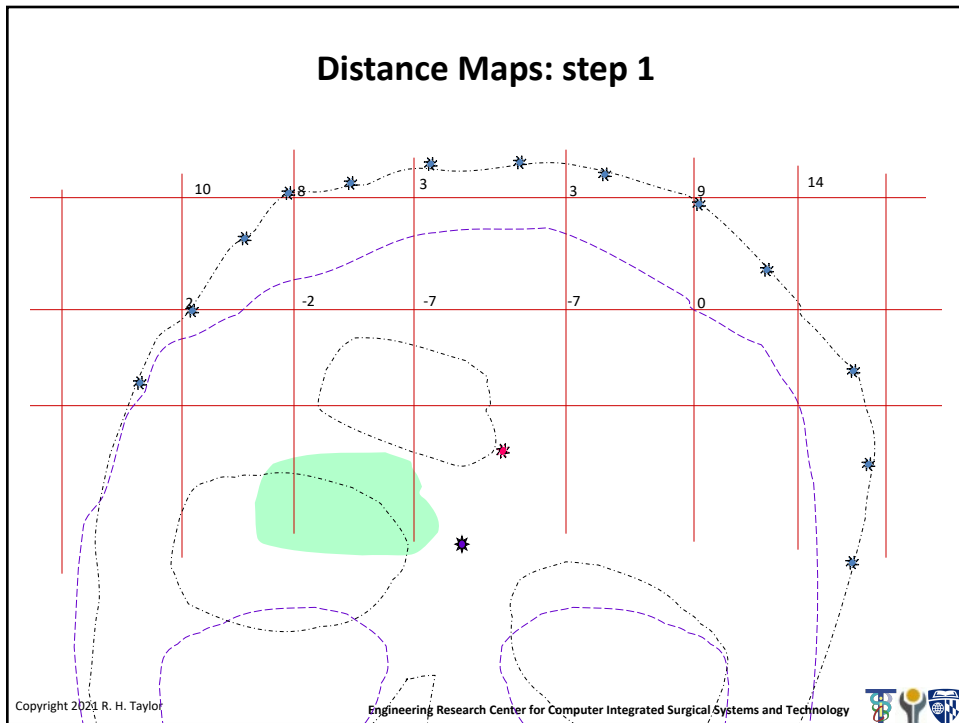 Distance Maps: step 1
10 8 3 3 9 14
2 -2 -7 -7 0
Copyright 2021 R. H. Taylor
Engineering Research Center for Computer Integrated Surgical Systems and Technology